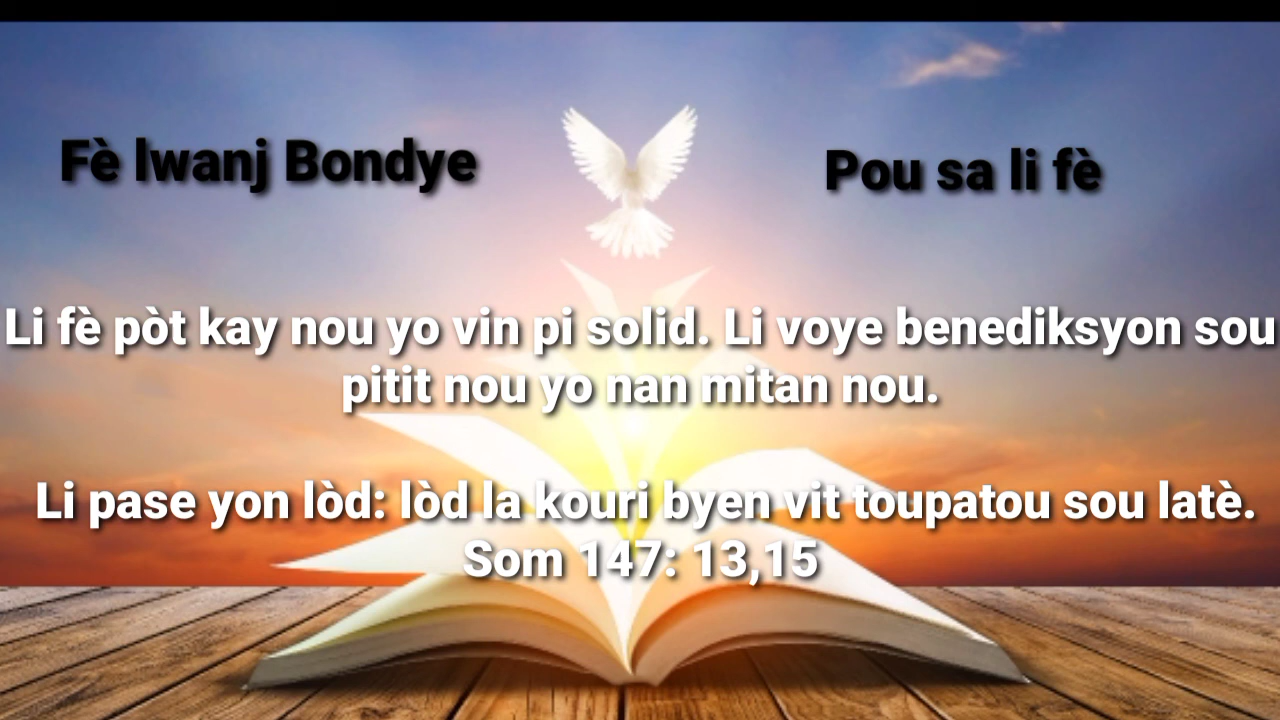 Fè lwanj Bondye
Pou sa li fè
Li fè pòt kay nou yo vin pi solid. Li voye benediksyon sou
pitit nou yo nan mitan nou.
Li pase yon lòd: lòd la kouri byen vit toupatou sou latè.
Som 147: 13,15